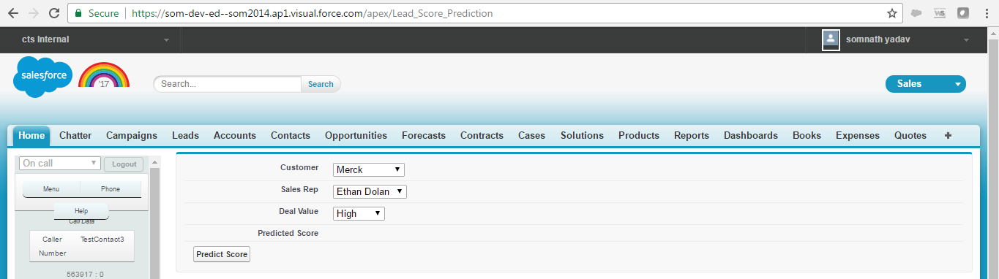 Secure https://som-dev-ed--som2014.ap1.visual.force.com/apex/Lead_Score_Prediction
cts Internal somnath yadav
salesforce '17 Search... Search Sales
Home Chatter Campaigns Leads Accounts Contacts Opportunities Forecasts Contracts Cases Solutions Products Reports Dashboards Books Expenses Quotes +
On call Logout
Menu Phone
Help
Call Data
Caller TestContact3
Number
563917 : 0
Customer Merck
Sales Rep Ethan Dolan
Deal Value High
Predicted Score
Predict Score